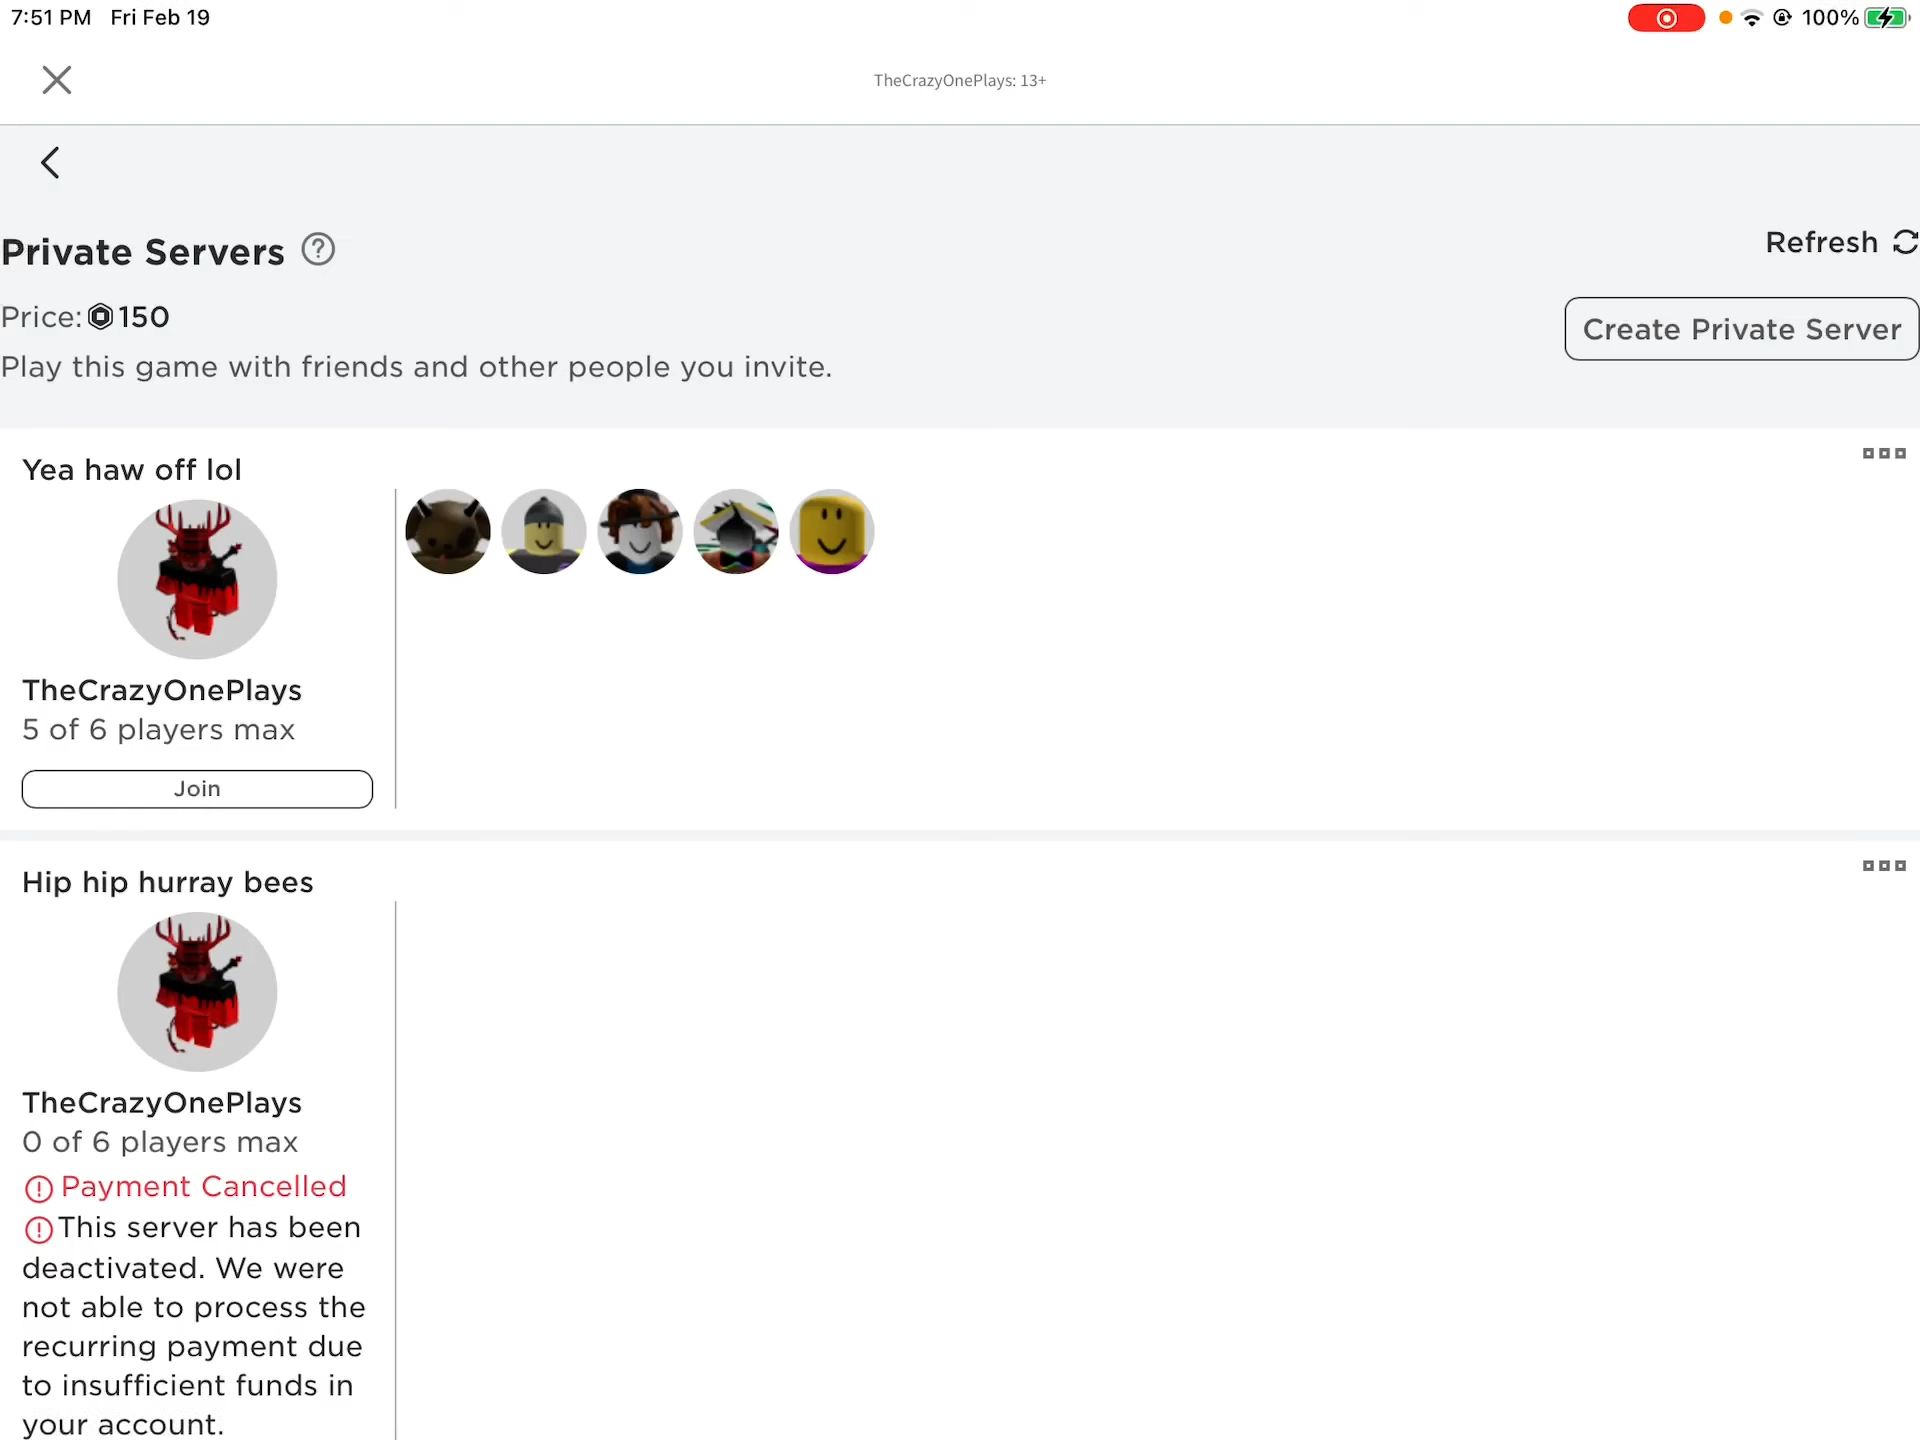 7:51 PM Fri Feb 19
100%
TheCrazyOnePlays: 13+
Private Servers
Refresh
Price: 150
Create Private Server
Play this game with friends and other people you invite.
Yea haw off lol
TheCrazyOnePlays
5 of 6 players max
Join
Hip hip hurray bees
TheCrazyOnePlays
0 of 6 players max
Payment Cancelled
This server has been
deactivated. We were
not able to process the
recurring payment due
to insufficient funds in
your account.